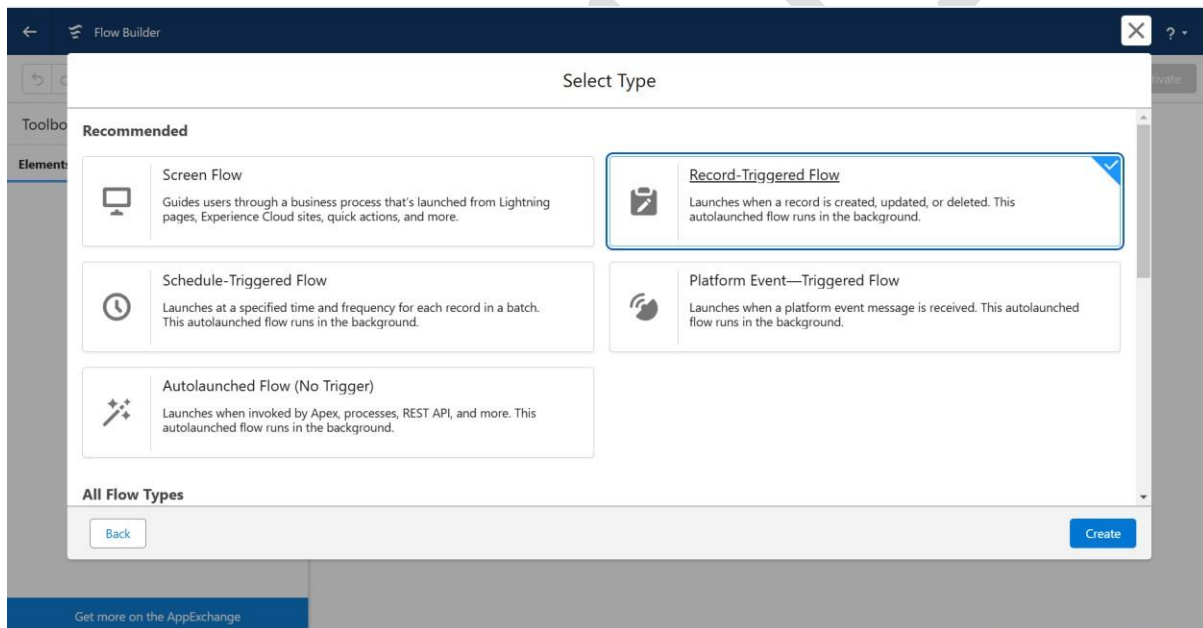 Flow Builder
?
Select Type
Toolbo
Elements
Recommended
Screen Flow
Guides users through a business process that's launched from Lightning
pages, Experience Cloud sites, quick actions, and more.
Record-Triggered Flow
Launches when a record is created, updated, or deleted. This
autolaunched flow runs in the background.
Schedule-Triggered Flow
Launches at a specified time and frequency for each record in a batch.
This autolaunched flow runs in the background.
Platform Event—Triggered Flow
Launches when a platform event message is received. This autolaunched
flow runs in the background.
Autolaunched Flow (No Trigger)
Launches when invoked by Apex, processes, REST API, and more. This
autolaunched flow runs in the background.
All Flow Types
Back
Create
Get more on the AppExchange